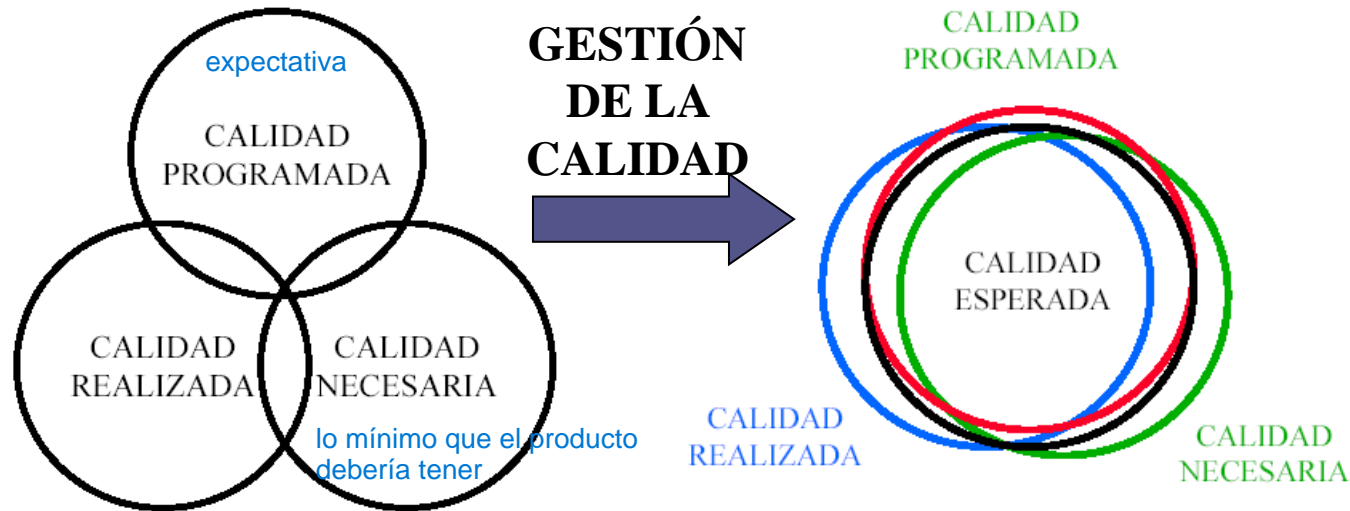 expectativa
CALIDAD
PROGRAMADA
CALIDAD
REALIZADA
CALIDAD
NECESARIA
lo mínimo que el producto
debería tener
GESTIÓN
DE LA
CALIDAD
CALIDAD
PROGRAMADA
CALIDAD
ESPERADA
CALIDAD
REALIZADA
CALIDAD
NECESARIA